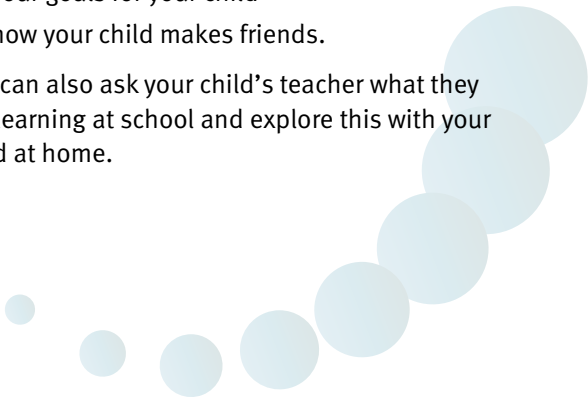 our goals for your child
how your child makes friends.
can also ask your child's teacher what they
earning at school and explore this with your
d at home.